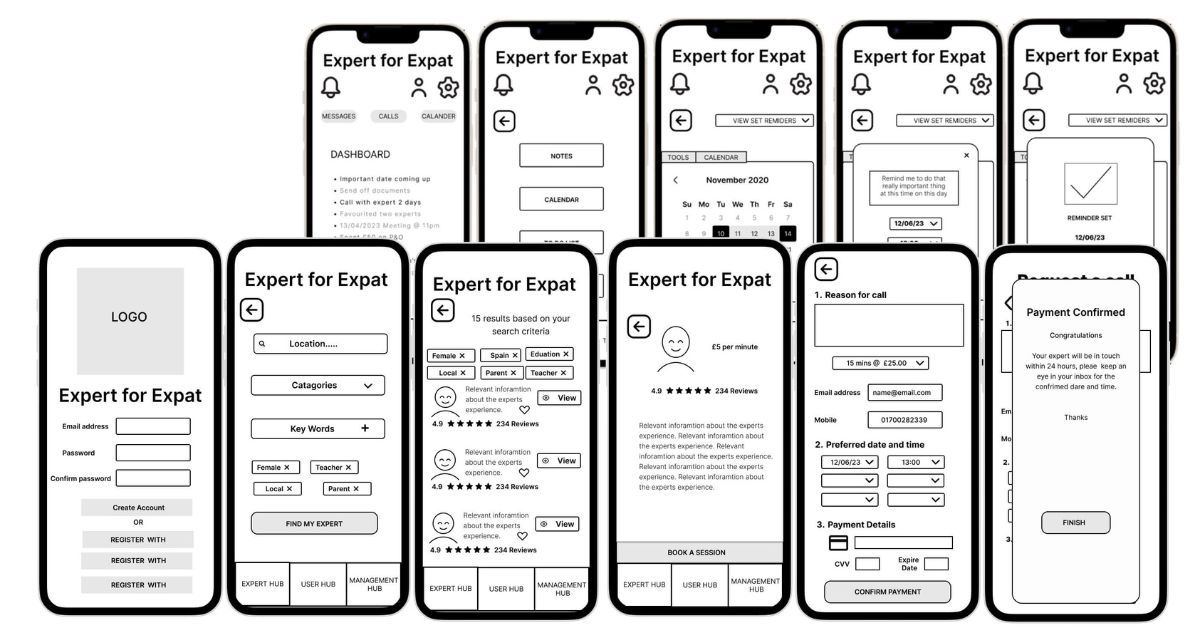 Expert for Expat
MESSAGES
CALLS
CALANDER
DASHBOARD
• Important date coming up
• Send off documents
• Call with expert 2 days
• Favourited two experts
• 13/04/2023 Meeting @ 11pm
Expert for Expat
NOTES
CALENDAR
Expert for Expat
VIEW SET REMIDERS
TOOLS
CALENDAR
November 2020
Su Mo Tu We Th Fr Sa
1 2 3 4 5 6 7
8 9 10 11 12 13 14
Expert for Expat
VIEW SET REMIDERS
×
Remind me to do that
really important thing
at this time on this day
12/06/23
Expert for Expat
VIEW SET REMIDERS
REMINDER SET
12/06/23
LOGO
Expert for Expat
Email address
Password
Confirm password
Create Account
OR
REGISTER WITH
REGISTER WITH
REGISTER WITH
Expert for Expat
Location.....
Catagories
Key Words +
Female ×
Teacher ×
Local ×
Parent ×
FIND MY EXPERT
EXPERT HUB
USER HUB
MANAGEMENT
HUB
Expert for Expat
15 results based on your
search criteria
Female ×
Spain ×
Eduation ×
Local ×
Parent ×
Teacher ×
Relevant inforamtion
about the experts
experience.
View
4.9 ★★★★★ 234 Reviews
Relevant inforamtion
about the experts
experience.
View
4.9 ★★★★★ 234 Reviews
Relevant inforamtion
about the experts
experience.
View
4.9 ★★★★★ 234 Reviews
EXPERT HUB
USER HUB
MANAGEMENT
HUB
Expert for Expat
£5 per minute
4.9 ★★★★★ 234 Reviews
Relevant inforamtion about the experts
experience. Relevant inforamtion about
the experts experience. Relevant
inforamtion about the experts experience.
Relevant inforamtion about the experts
experience. Relevant inforamtion about
the experts experience.
BOOK A SESSION
EXPERT HUB
USER HUB
MANAGEMENT
HUB
1. Reason for call
15 mins @ £25.00
Email address
name@email.com
Mobile
01700282339
2. Preferred date and time
12/06/23
13:00
3. Payment Details
CVV
Expire
Date
CONFIRM PAYMENT
Payment Confirmed
Congratulations
Your expert will be in touch
within 24 hours, pleae keep an
eye in your inbox for the
confrimed dare and time.
Thanks
FINISH